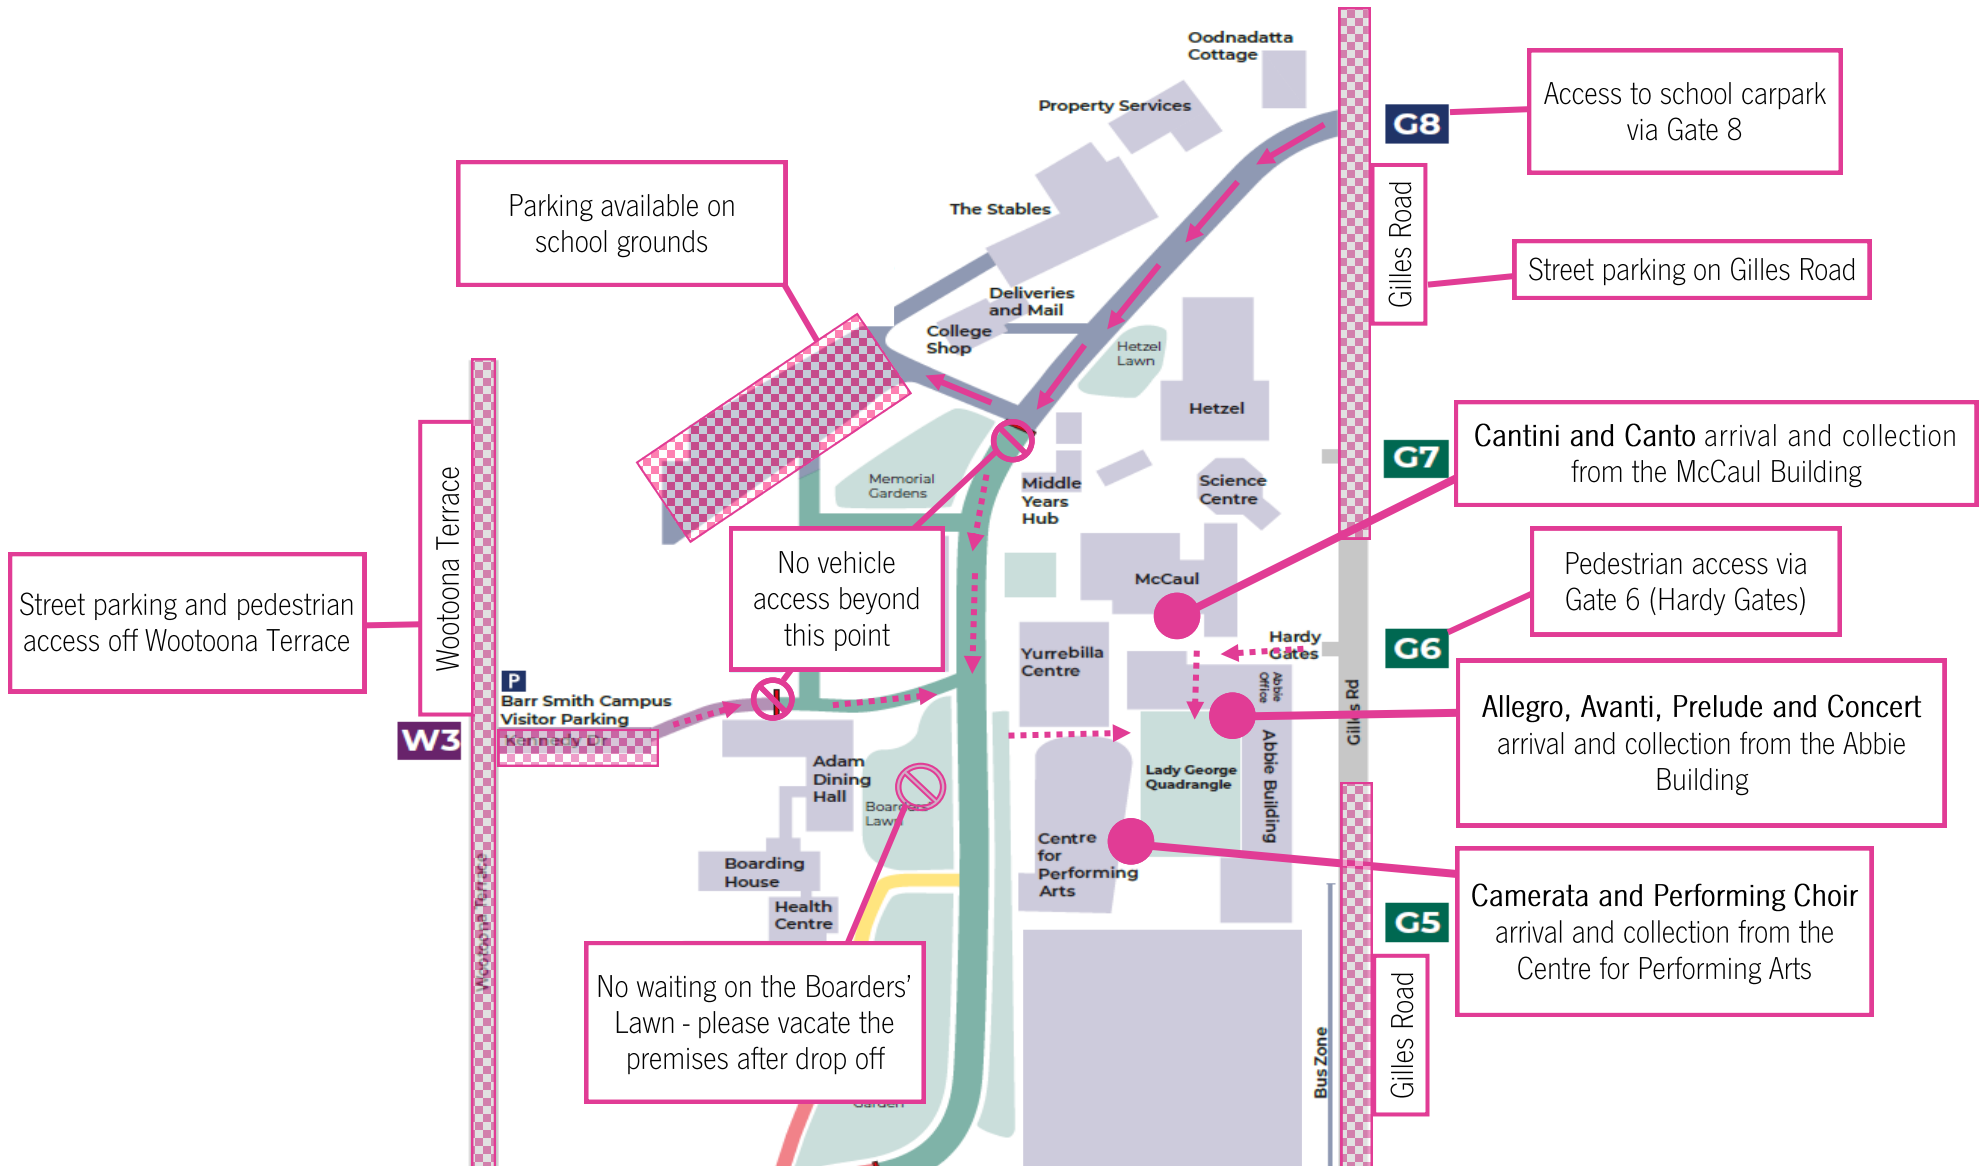 Oodnadatta
Cottage
Property Services
G8
Access to school carpark
via Gate 8
Parking available on
school grounds
The Stables
Gilles Road
Street parking on Gilles Road
Deliveries
and Mail
College
Shop
Hetzel
Lawn
Hetzel
G7
Cantini and Canto arrival and collection
from the McCaul Building
Memorial
Gardens
Middle
Years
Hub
Science
Centre
Wootoona Terrace
Street parking and pedestrian
access off Wootoona Terrace
No vehicle
access beyond
this point
McCaul
Pedestrian access via
Gate 6 (Hardy Gates)
Hardy
Gates
G6
Yurrebilla
Centre
Abbie
Office
P
Barr Smith Campus
Visitor Parking
Kennedy Dr
W3
Gilles Rd
Allegro, Avanti, Prelude and Concert
arrival and collection from the Abbie
Building
Adam
Dining
Hall
Boarders
Lawn
Lady George
Quadrangle
Abbie Building
Centre
for
Performing
Arts
Boarding
House
Health
Centre
Wootoona Terrace
G5
Camerata and Performing Choir
arrival and collection from the
Centre for Performing Arts
No waiting on the Boarders’
Lawn - please vacate the
premises after drop off
Garden
Bus Zone
Gilles Road